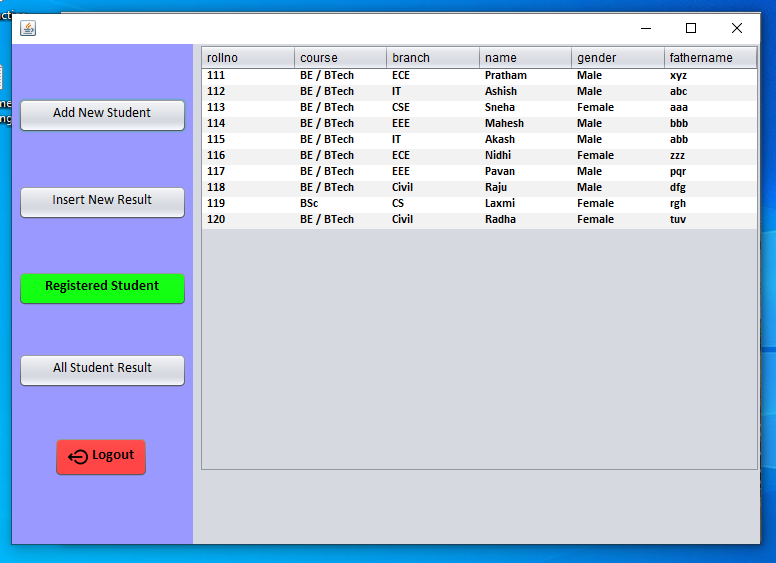 Add New Student
Insert New Result
Registered Student
All Student Result
Logout
rollno course branch name gender fathername
111 BE / BTech ECE Pratham Male xyz
112 BE / BTech IT Ashish Male abc
113 BE / BTech CSE Sneha Female aaa
114 BE / BTech EEE Mahesh Male bbb
115 BE / BTech IT Akash Male abb
116 BE / BTech ECE Nidhi Female zzz
117 BE / BTech EEE Pavan Male pqr
118 BE / BTech Civil Raju Male dfg
119 BSc CS Laxmi Female rgh
120 BE / BTech Civil Radha Female tuv